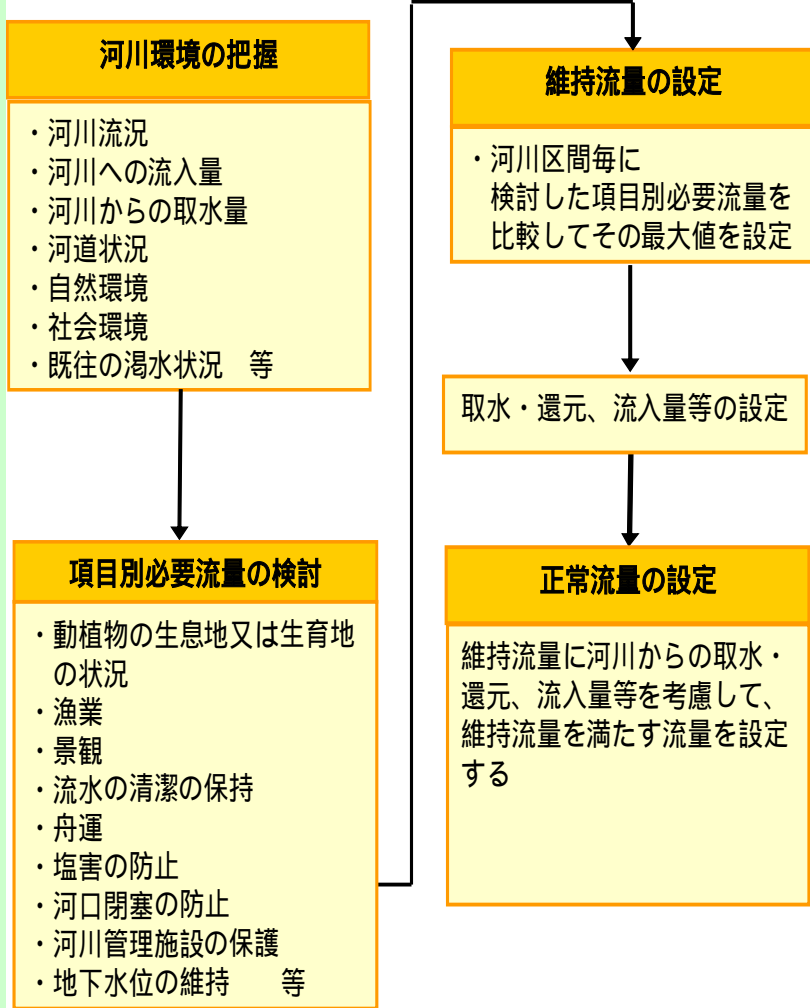 河川環境の把握
・河川流況
・河川への流入量
・河川からの取水量
・河道状況
・自然環境
・社会環境
・既往の渇水状況　等
項目別必要流量の検討
・動植物の生息地又は生育地
の状況
・漁業
・景観
・流水の清潔の保持
・舟運
・塩害の防止
・河口閉塞の防止
・河川管理施設の保護
・地下水位の維持　　等
維持流量の設定
・河川区間毎に
検討した項目別必要流量を
比較してその最大値を設定
取水・還元、流入量等の設定
正常流量の設定
維持流量に河川からの取水・
還元、流入量等を考慮して、
維持流量を満たす流量を設定
する